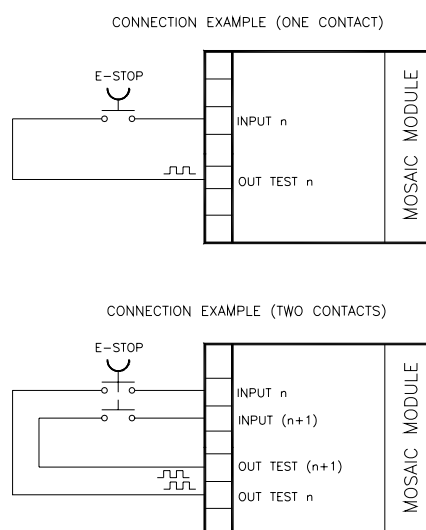 CONNECTION EXAMPLE (ONE CONTACT)
E-STOP
INPUT n
OUT TEST n
MOSAIC MODULE
CONNECTION EXAMPLE (TWO CONTACTS)
E-STOP
INPUT n
INPUT (n+1)
OUT TEST (n+1)
OUT TEST n
MOSAIC MODULE